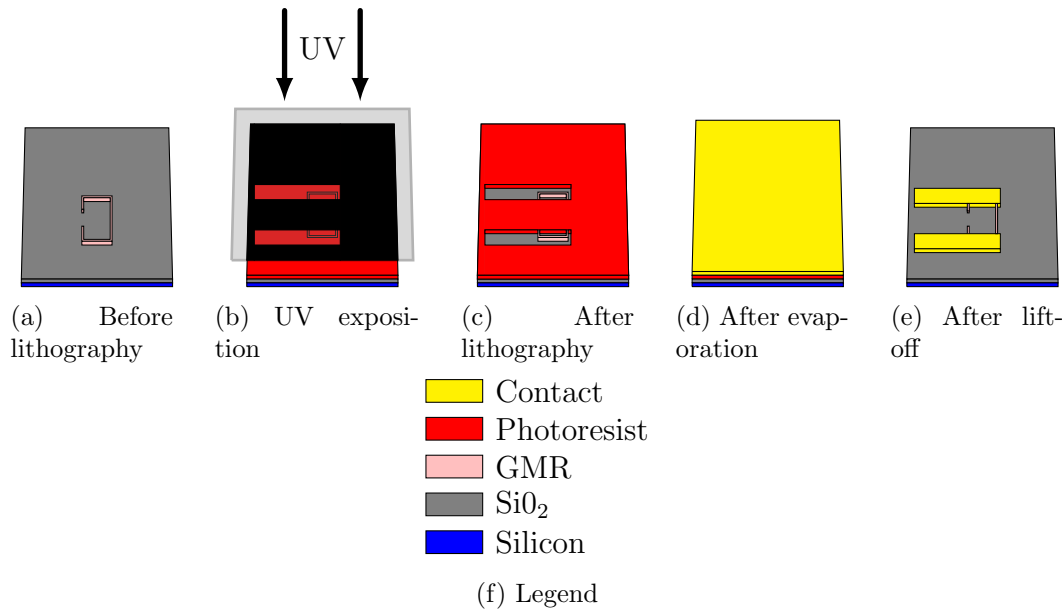 UV
(a) Before
lithography
(b) UV exposi-
tion
(c) After
lithography
(d) After evap-
oration
(e) After lift-
off
Contact
Photoresist
GMR
Si0₂
Silicon
(f) Legend